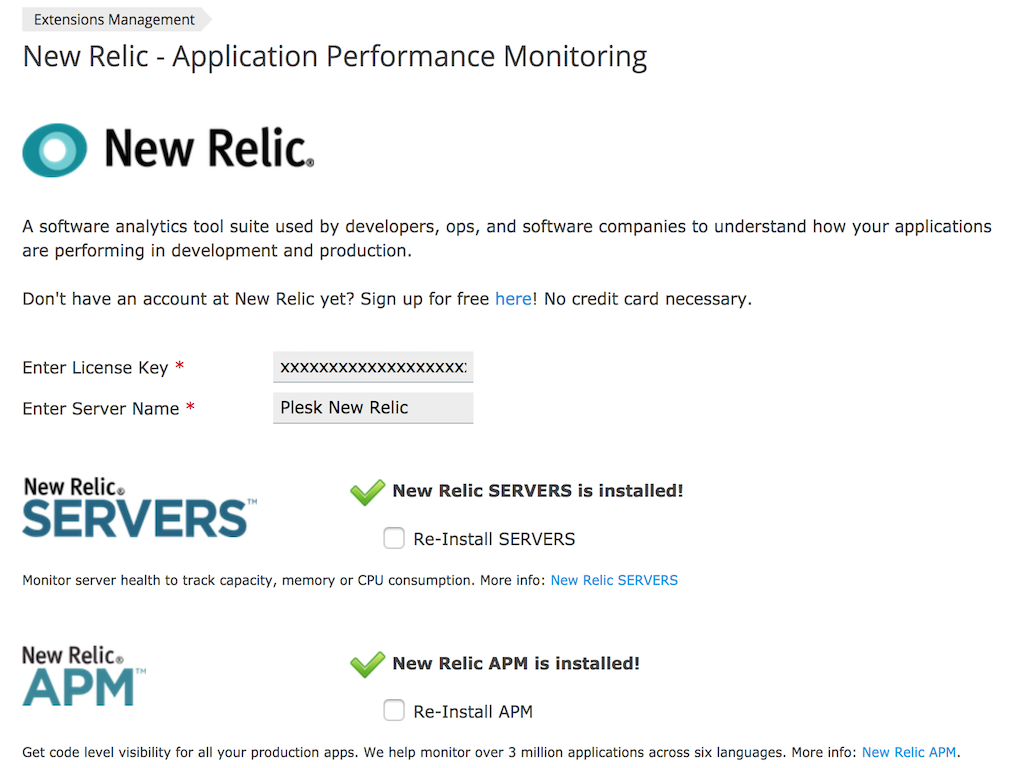 Extensions Management
New Relic - Application Performance Monitoring
New Relic®
A software analytics tool suite used by developers, ops, and software companies to understand how your applications
are performing in development and production.
Don't have an account at New Relic yet? Sign up for free here! No credit card necessary.
Enter License Key * xxxxxxxxxxxxxxxxxxx
Enter Server Name * Plesk New Relic
New Relic®
SERVERS™
New Relic SERVERS is installed!
Re-Install SERVERS
Monitor server health to track capacity, memory or CPU consumption. More info: New Relic SERVERS
New Relic®
APM™
New Relic APM is installed!
Re-Install APM
Get code level visibility for all your production apps. We help monitor over 3 million applications across six languages. More info: New Relic APM.